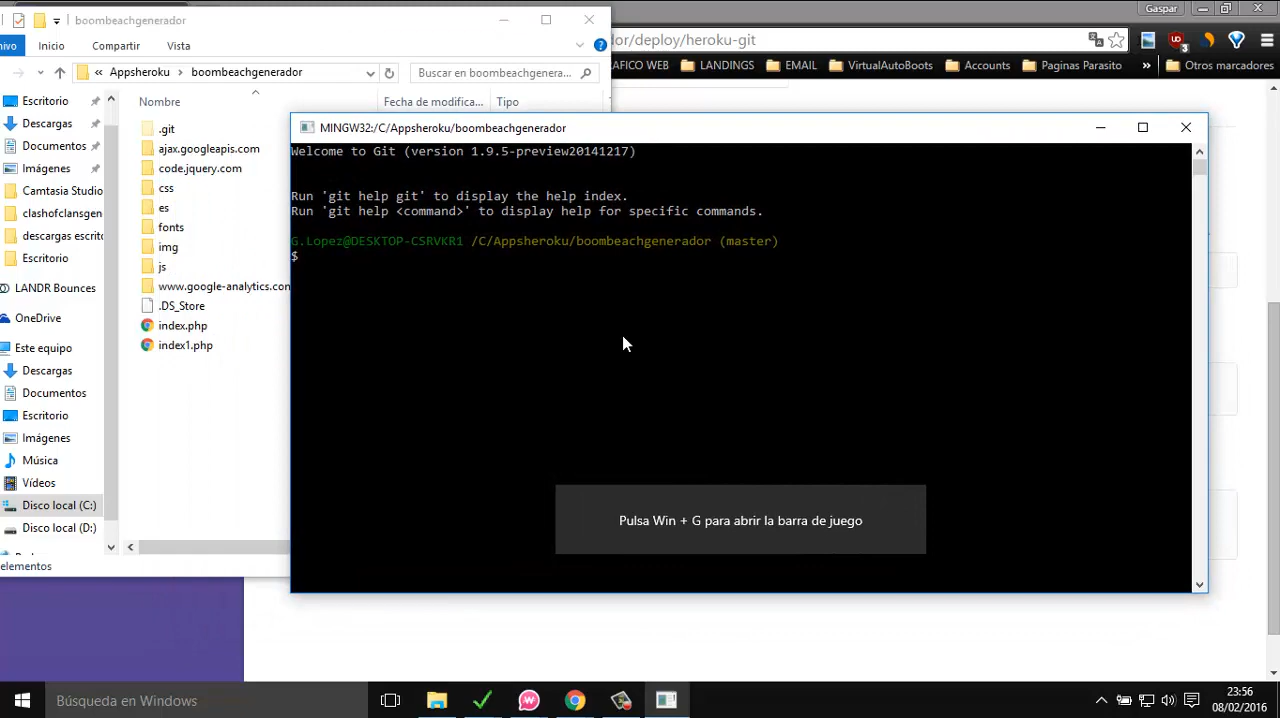 boombeachgenerador
Gaspar
ivo
Inicio
Compartir
Vista
or/deploy/heroku-git
« Appsheroku › boombeachgenerador
Buscar en boombeachgenera...
AFICO WEB
LANDINGS
EMAIL
VirtualAutoBoots
Accounts
Paginas Parasito
»
Otros marcadores
3
Escritorio
Descargas
Documentos
Imágenes
Camtasia Studio
clashofclansgen
descargas escrito
Escritorio
LANDR Bounces
OneDrive
Este equipo
Descargas
Documentos
Escritorio
Imágenes
Música
Vídeos
Disco local (C:)
Disco local (D:)
elementos
Nombre
Fecha de modifica...
Tipo
.git
ajax.googleapis.com
code.jquery.com
css
es
fonts
img
js
www.google-analytics.com
.DS_Store
index.php
index1.php
MINGW32:/C/Appsheroku/boombeachgenerador
Welcome to Git (version 1.9.5-preview20141217)
Run 'git help git' to display the help index.
Run 'git help <command>' to display help for specific commands.
G.Lopez@DESKTOP-CSRVKR1 /C/Appsheroku/boombeachgenerador (master)
$
Pulsa Win + G para abrir la barra de juego
Búsqueda en Windows
23:56
08/02/2016